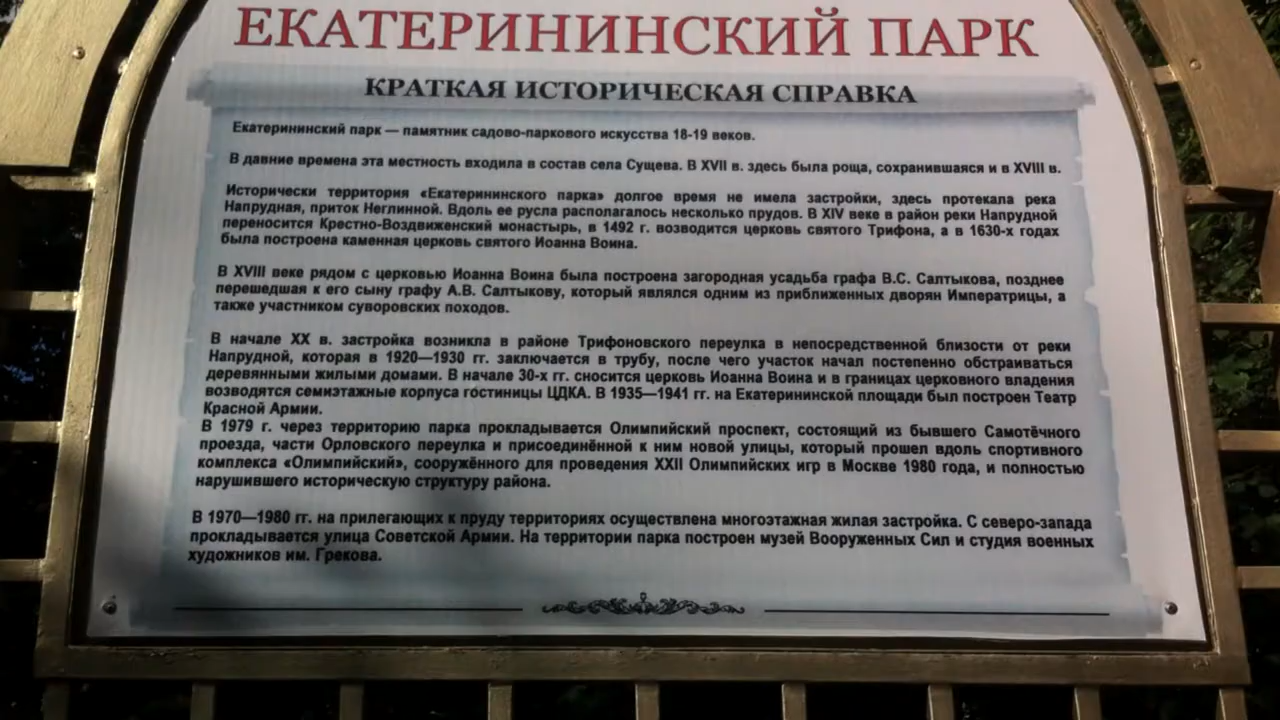 ЕКАТЕРИНИНСКИЙ ПАРК
КРАТКАЯ ИСТОРИЧЕСКАЯ СПРАВКА
Екатерининский парк — памятник садово-паркового искусства 18-19 веков.
В давние времена эта местность входила в состав села Сущева. В XVII в. здесь была роща, сохранившаяся и в XVIII в.
Исторически территория «Екатерининского парка» долгое время не имела застройки, здесь протекала река
Напрудная, приток Неглинной. Вдоль ее русла располагалось несколько прудов. В XIV веке в район реки Напрудной
переносится Крестно-Воздвиженский монастырь, в 1492 г. возводится церковь святого Трифона, а в 1630-х годах
была построена каменная церковь святого Иоанна Воина.
В XVIII веке рядом с церковью Иоанна Воина была построена загородная усадьба графа В.С. Салтыкова, позднее
перешедшая к его сыну графу А.В. Салтыкову, который являлся одним из приближенных дворян Императрицы, а
также участником суворовских походов.
В начале XX в. застройка возникла в районе Трифоновского переулка в непосредственной близости от реки
Напрудной, которая в 1920—1930 гг. заключается в трубу, после чего участок начал постепенно обстраиваться
деревянными жилыми домами. В начале 30-х гг. сносится церковь Иоанна Воина и в границах церковного владения
возводятся семиэтажные корпуса гостиницы ЦДКА. В 1935—1941 гг. на Екатерининской площади был построен Театр
Красной Армии.
В 1979 г. через территорию парка прокладывается Олимпийский проспект, состоящий из бывшего Самотёчного
проезда, части Орловского переулка и присоединённой к ним новой улицы, который прошел вдоль спортивного
комплекса «Олимпийский», сооружённого для проведения XXII Олимпийских игр в Москве 1980 года, и полностью
нарушившего историческую структуру района.
В 1970—1980 гг. на прилегающих к пруду территориях осуществлена многоэтажная жилая застройка. С северо-запада
прокладывается улица Советской Армии. На территории парка построен музей Вооруженных Сил и студия военных
художников им. Грекова.